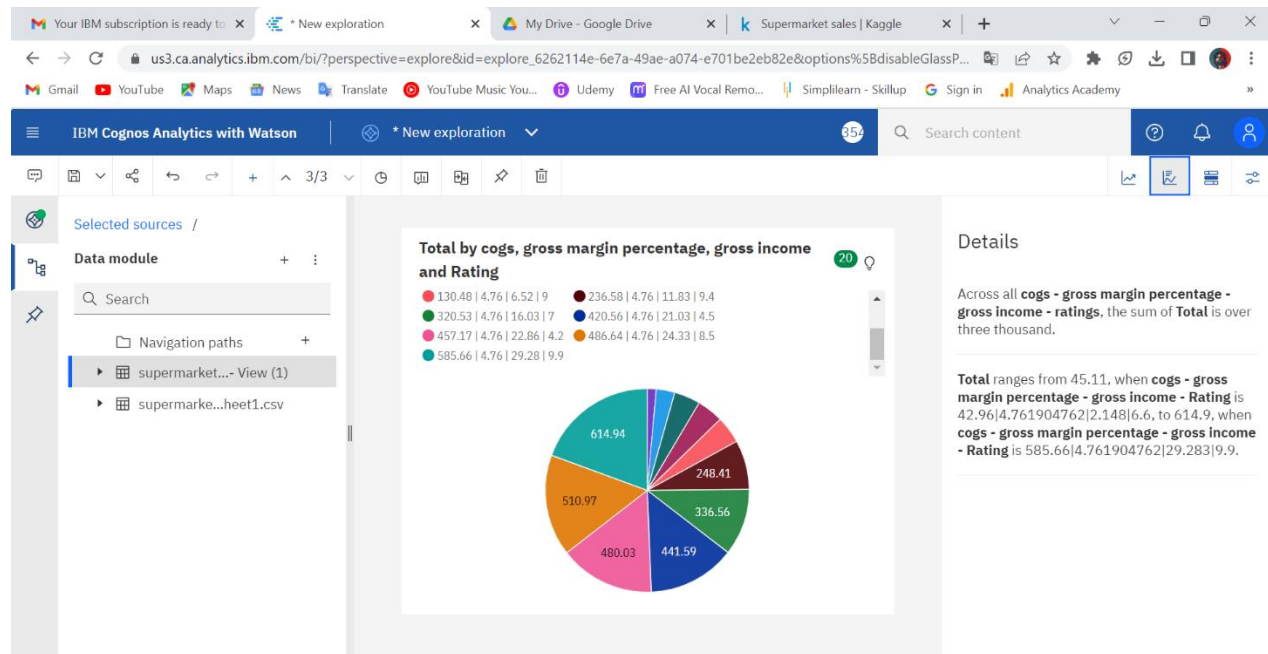 Your IBM subscription is ready to
* New exploration
My Drive - Google Drive
Supermarket sales | Kaggle
us3.ca.analytics.ibm.com/bi/?perspective=explore&id=explore_6262114e-6e7a-49ae-a074-e701be2eb82e&options%5BdisableGlassP...
Gmail
YouTube
Maps
News
Translate
YouTube Music You...
Udemy
Free AI Vocal Remo...
Simplilearn - Skillup
Sign in
Analytics Academy
»
IBM Cognos Analytics with Watson
* New exploration
354
Search content
3/3
Selected sources /
Data module
Search
Navigation paths
supermarket...- View (1)
supermarke...heet1.csv
Total by cogs, gross margin percentage, gross income
and Rating
20
130.48 | 4.76 | 6.52 | 9
236.58 | 4.76 | 11.83 | 9.4
320.53 | 4.76 | 16.03 | 7
420.56 | 4.76 | 21.03 | 4.5
457.17 | 4.76 | 22.86 | 4.2
486.64 | 4.76 | 24.33 | 8.5
585.66 | 4.76 | 29.28 | 9.9
614.94
248.41
510.97
336.56
480.03
441.59
Details
Across all cogs - gross margin percentage -
gross income - ratings, the sum of Total is over
three thousand.
Total ranges from 45.11, when cogs - gross
margin percentage - gross income - Rating is
42.96|4.761904762|2.148|6.6, to 614.9, when
cogs - gross margin percentage - gross income
- Rating is 585.66|4.761904762|29.283|9.9.